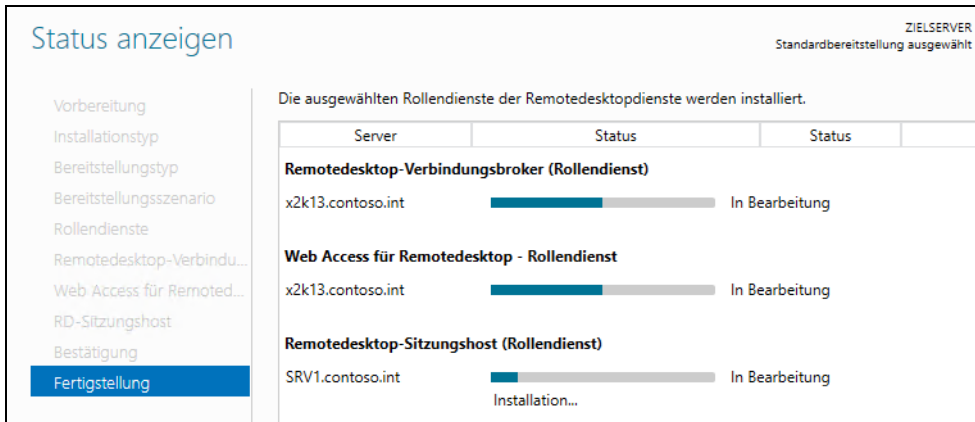 Status anzeigen
ZIELSERVER
Standardbereitstellung ausgewählt
Vorbereitung
Installationstyp
Bereitstellungstyp
Bereitstellungsszenario
Rollendienste
Remotedesktop-Verbindu...
Web Access für Remoted...
RD-Sitzungshost
Bestätigung
Fertigstellung
Die ausgewählten Rollendienste der Remotedesktopdienste werden installiert.
Server Status Status
Remotedesktop-Verbindungsbroker (Rollendienst)
x2k13.contoso.int In Bearbeitung
Web Access für Remotedesktop - Rollendienst
x2k13.contoso.int In Bearbeitung
Remotedesktop-Sitzungshost (Rollendienst)
SRV1.contoso.int In Bearbeitung
Installation...